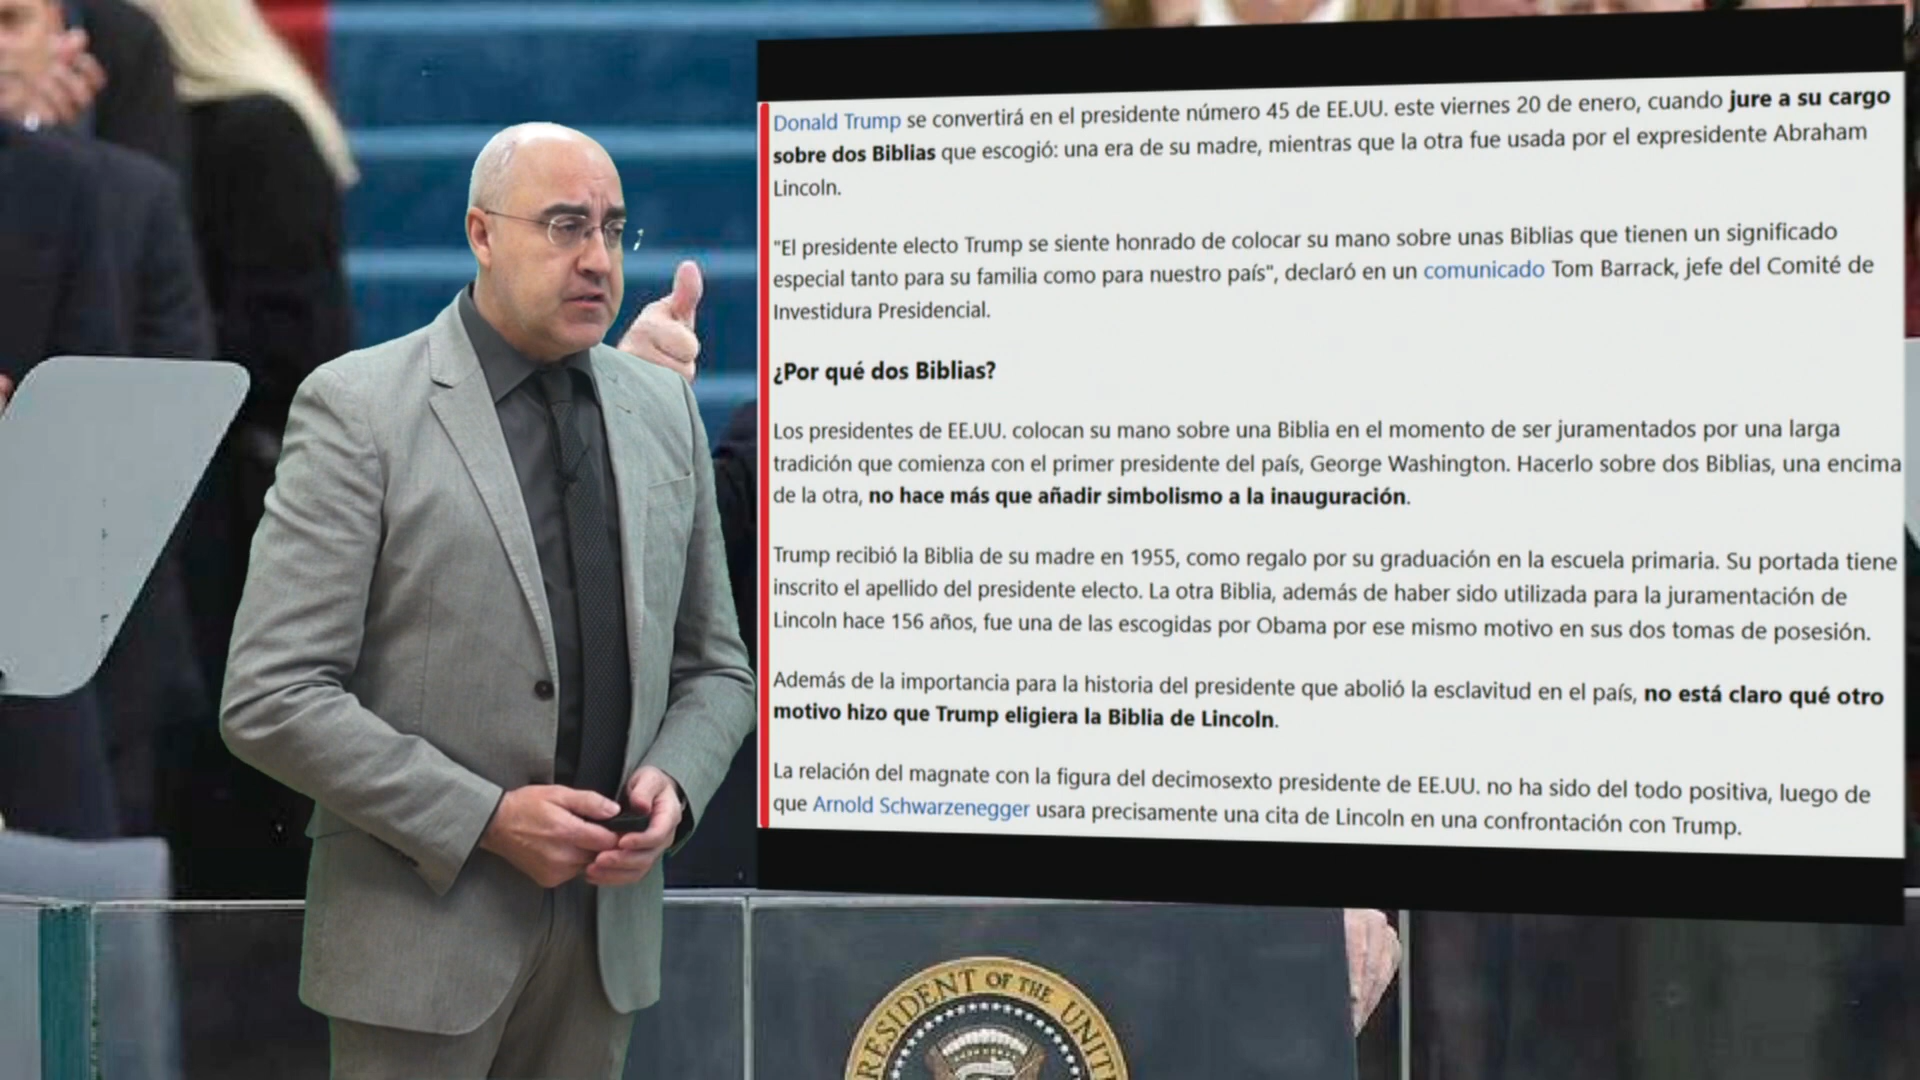 Donald Trump se convertirá en el presidente número 45 de EE.UU. este viernes 20 de enero, cuando jure a su cargo
sobre dos Biblias que escogió: una era de su madre, mientras que la otra fue usada por el expresidente Abraham
Lincoln.
"El presidente electo Trump se siente honrado de colocar su mano sobre unas Biblias que tienen un significado
especial tanto para su familia como para nuestro país", declaró en un comunicado Tom Barrack, jefe del Comité de
Investidura Presidencial.
¿Por qué dos Biblias?
Los presidentes de EE.UU. colocan su mano sobre una Biblia en el momento de ser juramentados por una larga
tradición que comienza con el primer presidente del país, George Washington. Hacerlo sobre dos Biblias, una encima
de la otra, no hace más que añadir simbolismo a la inauguración.
Trump recibió la Biblia de su madre en 1955, como regalo por su graduación en la escuela primaria. Su portada tiene
inscrito el apellido del presidente electo. La otra Biblia, además de haber sido utilizada para la juramentación de
Lincoln hace 156 años, fue una de las escogidas por Obama por ese mismo motivo en sus dos tomas de posesión.
Además de la importancia para la historia del presidente que abolió la esclavitud en el país, no está claro qué otro
motivo hizo que Trump eligiera la Biblia de Lincoln.
La relación del magnate con la figura del decimosexto presidente de EE.UU. no ha sido del todo positiva, luego de
que Arnold Schwarzenegger usara precisamente una cita de Lincoln en una confrontación con Trump.
RESIDENT OF THE UNIT